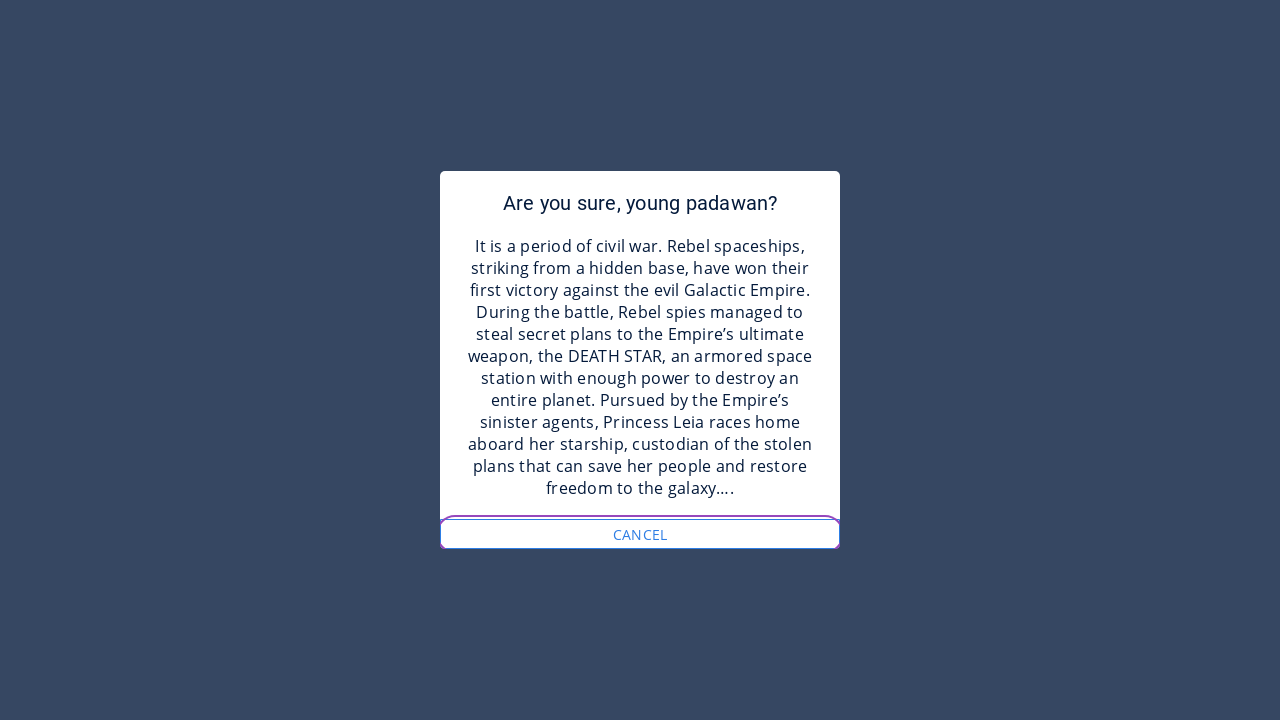 Are you sure, young padawan?
It is a period of civil war. Rebel spaceships,
striking from a hidden base, have won their
first victory against the evil Galactic Empire.
During the battle, Rebel spies managed to
steal secret plans to the Empire’s ultimate
weapon, the DEATH STAR, an armored space
station with enough power to destroy an
entire planet. Pursued by the Empire’s
sinister agents, Princess Leia races home
aboard her starship, custodian of the stolen
plans that can save her people and restore
freedom to the galaxy….
CANCEL